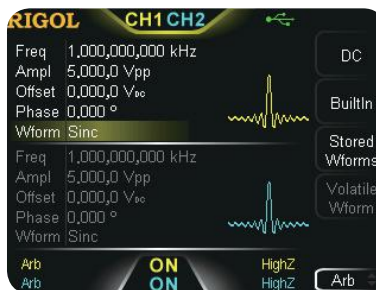 RIGOL CH1 CH2
Freq 1.000,000,000 kHz
Ampl 5.000,0 Vpp
Offset 0.000,0 VDC
Phase 0.000 °
Wform Sinc
Freq 1.000,000,000 kHz
Ampl 5.000,0 Vpp
Offset 0.000,0 VDC
Phase 0.000 °
Wform Sinc
Arb ON HighZ
Arb ON HighZ
DC
BuiltIn
Stored
Wforms
Volatile
Wform
Arb